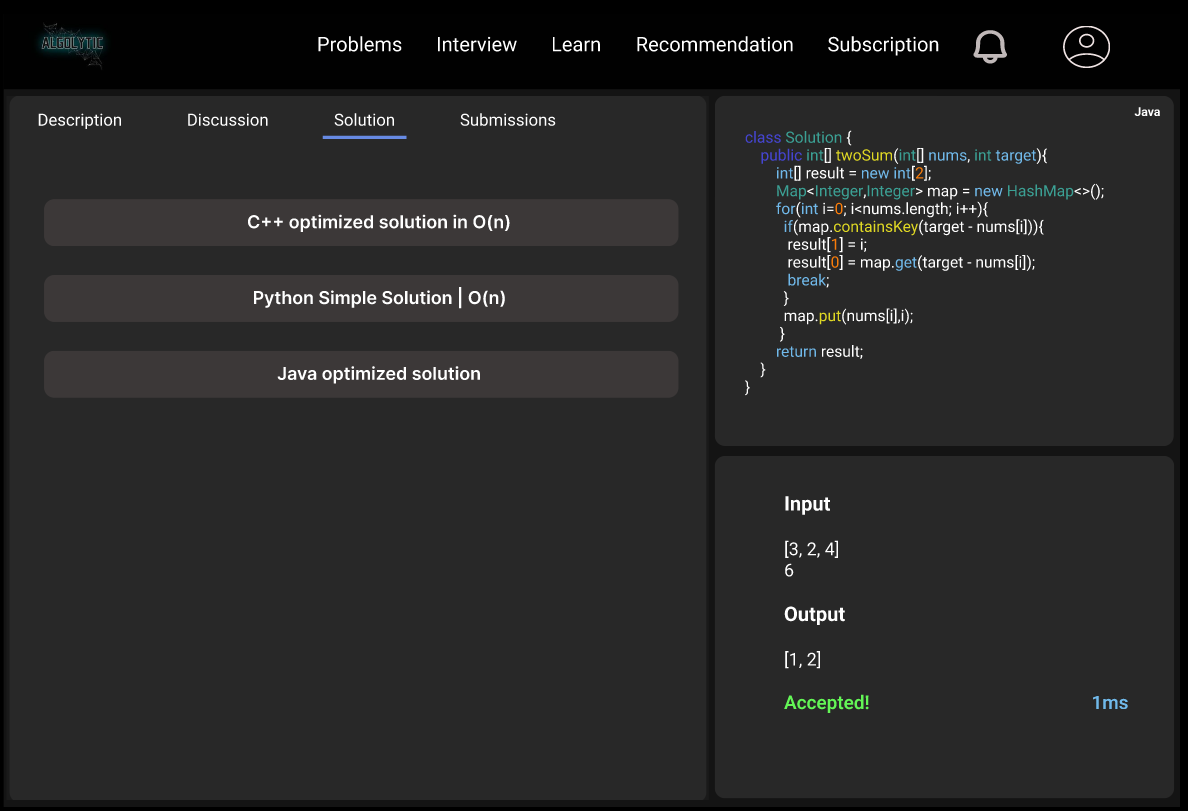 ALGOLYTIC
Problems Interview Learn Recommendation Subscription
Description Discussion Solution Submissions
C++ optimized solution in O(n)
Python Simple Solution | O(n)
Java optimized solution
Java
class Solution {
public int[] twoSum(int[] nums, int target){
int[] result = new int[2];
Map<Integer,Integer> map = new HashMap<>();
for(int i=0; i<nums.length; i++){
if(map.containsKey(target - nums[i])){
result[1] = i;
result[0] = map.get(target - nums[i]);
break;
}
map.put(nums[i],i);
}
return result;
}
}
Input
[3, 2, 4]
6
Output
[1, 2]
Accepted! 1ms